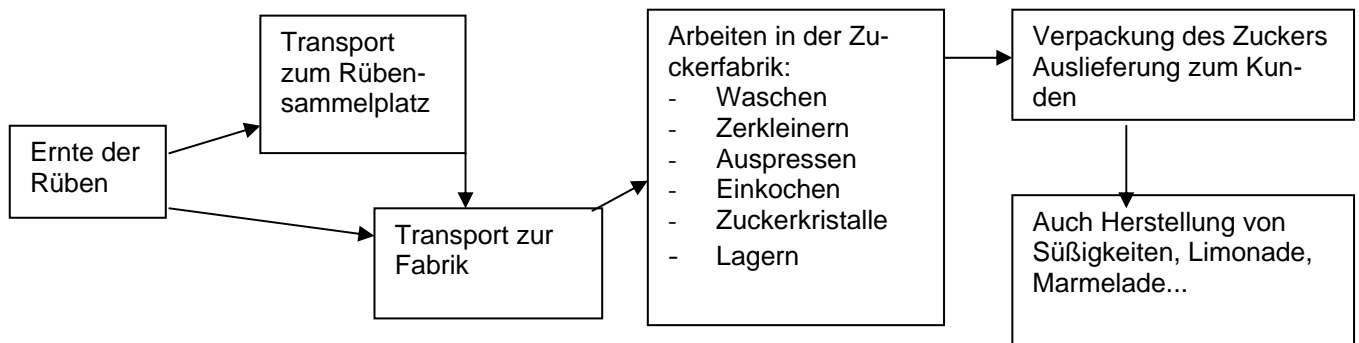 Ernte der
Rüben
Transport
zum Rüben-
sammelplatz
Transport zur
Fabrik
Arbeiten in der Zu-
ckerfabrik:
- Waschen
- Zerkleinern
- Auspressen
- Einkochen
- Zuckerkristalle
- Lagern
Verpackung des Zuckers
Auslieferung zum Kun-
den
Auch Herstellung von
Süßigkeiten, Limonade,
Marmelade...